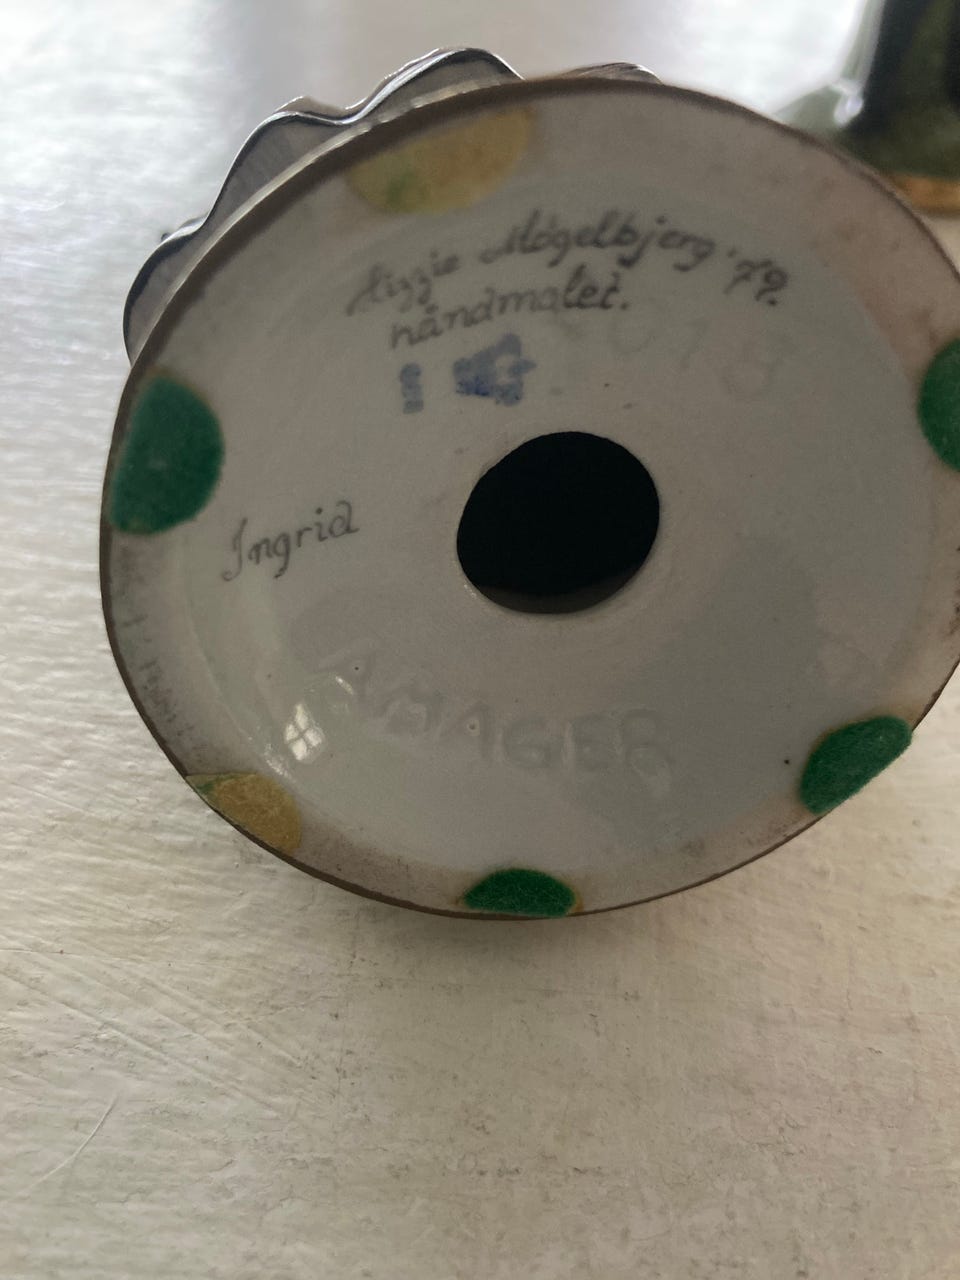 Lizzie Møgelbjerg '79.
håndmalet.
Ingrid
AMAGER